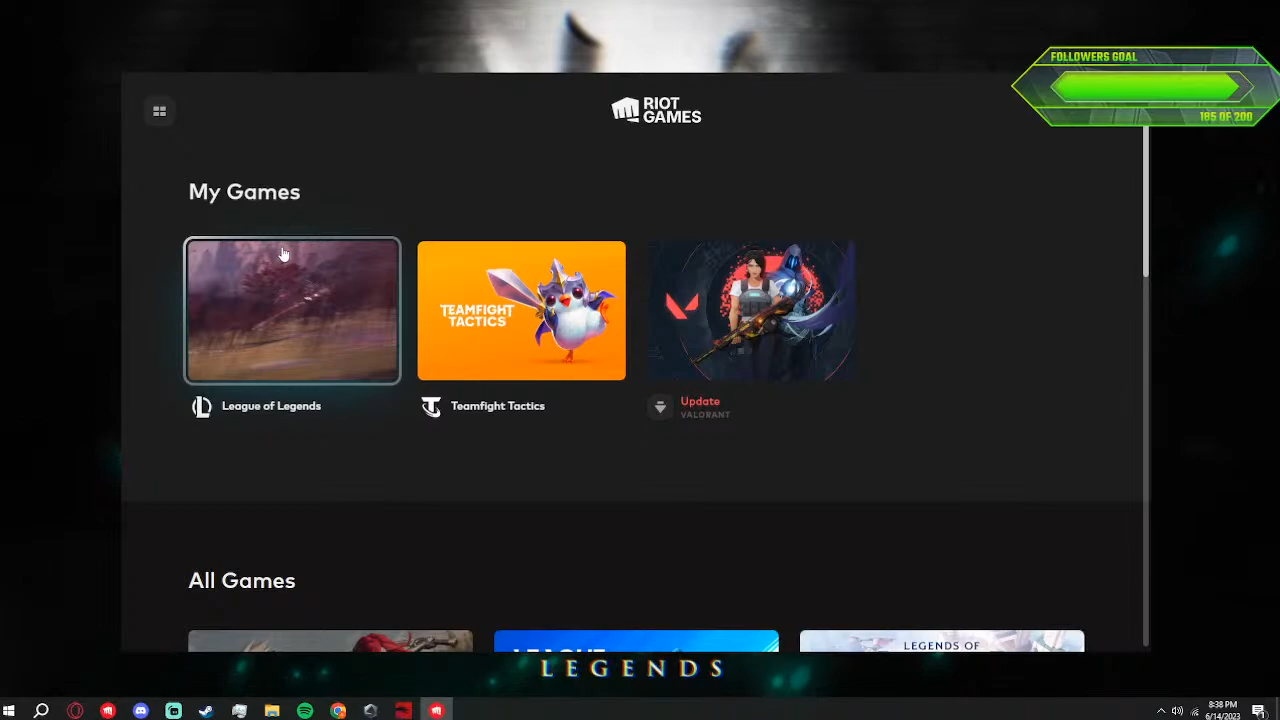 FOLLOWERS GOAL
185 OF 200
RIOT
GAMES
My Games
TEAMFIGHT
TACTICS
League of Legends
Teamfight Tactics
Update
VALORANT
All Games
LEGENDS OF
LEGENDS
8:38 PM
6/14/2023